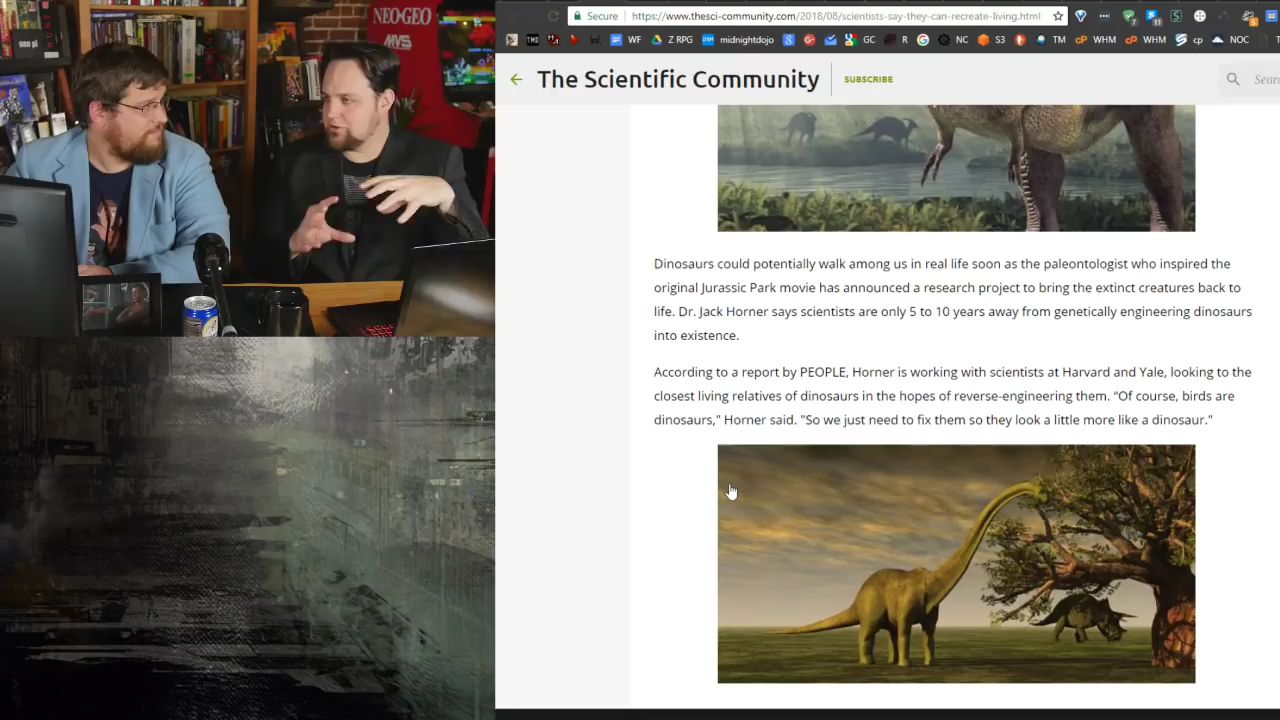 NEO-GEO
MVS
Secure
https://www.thesci-community.com/2018/08/scientists-say-they-can-recreate-living.html
WF
Z RPG
midnightdojo
GC
R
G
NC
S3
TM
WHM
WHM
cp
NOC
The Scientific Community
SUBSCRIBE
Sear
Dinosaurs could potentially walk among us in real life soon as the paleontologist who inspired the
original Jurassic Park movie has announced a research project to bring the extinct creatures back to
life. Dr. Jack Horner says scientists are only 5 to 10 years away from genetically engineering dinosaurs
into existence.
According to a report by PEOPLE, Horner is working with scientists at Harvard and Yale, looking to the
closest living relatives of dinosaurs in the hopes of reverse-engineering them. “Of course, birds are
dinosaurs," Horner said. "So we just need to fix them so they look a little more like a dinosaur."